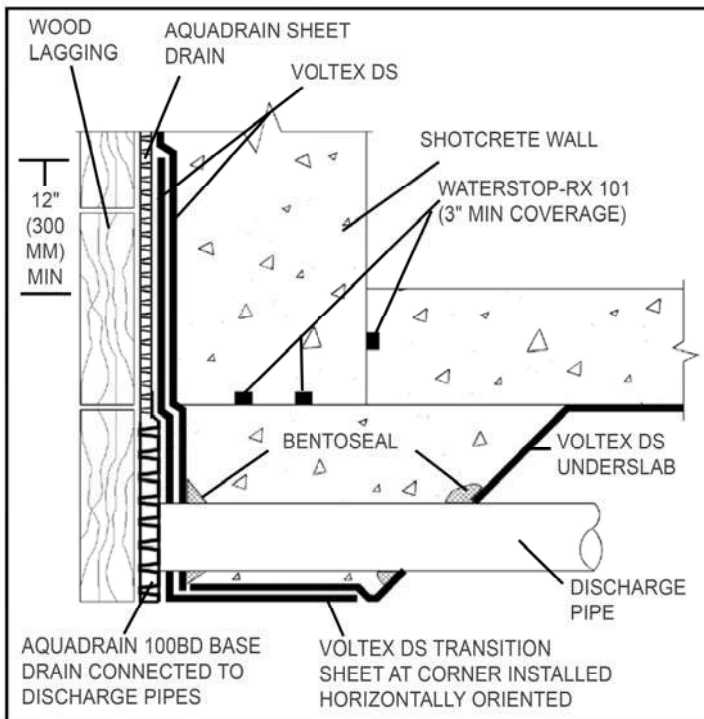 WOOD
LAGGING
AQUADRAIN SHEET
DRAIN
VOLTEX DS
SHOTCRETE WALL
WATERSTOP-RX 101
(3" MIN COVERAGE)
12"
(300
MM)
MIN
BENTOSEAL
VOLTEX DS
UNDERSLAB
DISCHARGE
PIPE
AQUADRAIN 100BD BASE
DRAIN CONNECTED TO
DISCHARGE PIPES
VOLTEX DS TRANSITION
SHEET AT CORNER INSTALLED
HORIZONTALLY ORIENTED